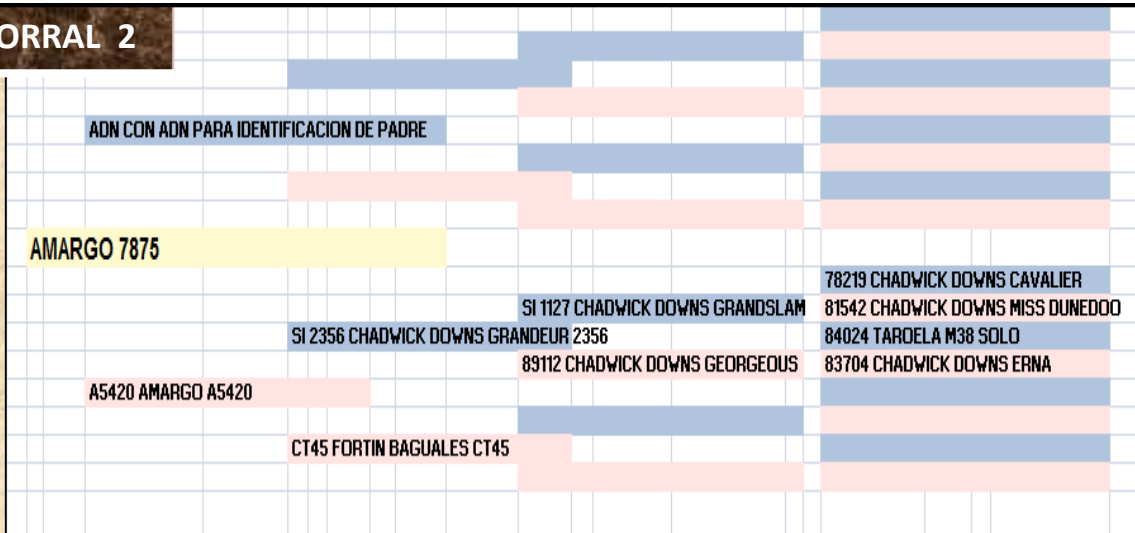 ORRAL 2
ADN CON ADN PARA IDENTIFICACION DE PADRE
AMARGO 7875
78219 CHADWICK DOWNS CAVALIER
SI 1127 CHADWICK DOWNS GRANDSLAM
81542 CHADWICK DOWNS MISS DUNEDOO
SI 2356 CHADWICK DOWNS GRANDEUR 2356
84024 TAROELA M38 SOLO
89112 CHADWICK DOWNS GEORGEOUS
83704 CHADWICK DOWNS ERNA
A5420 AMARGO A5420
CT45 FORTIN BAGUALES CT45